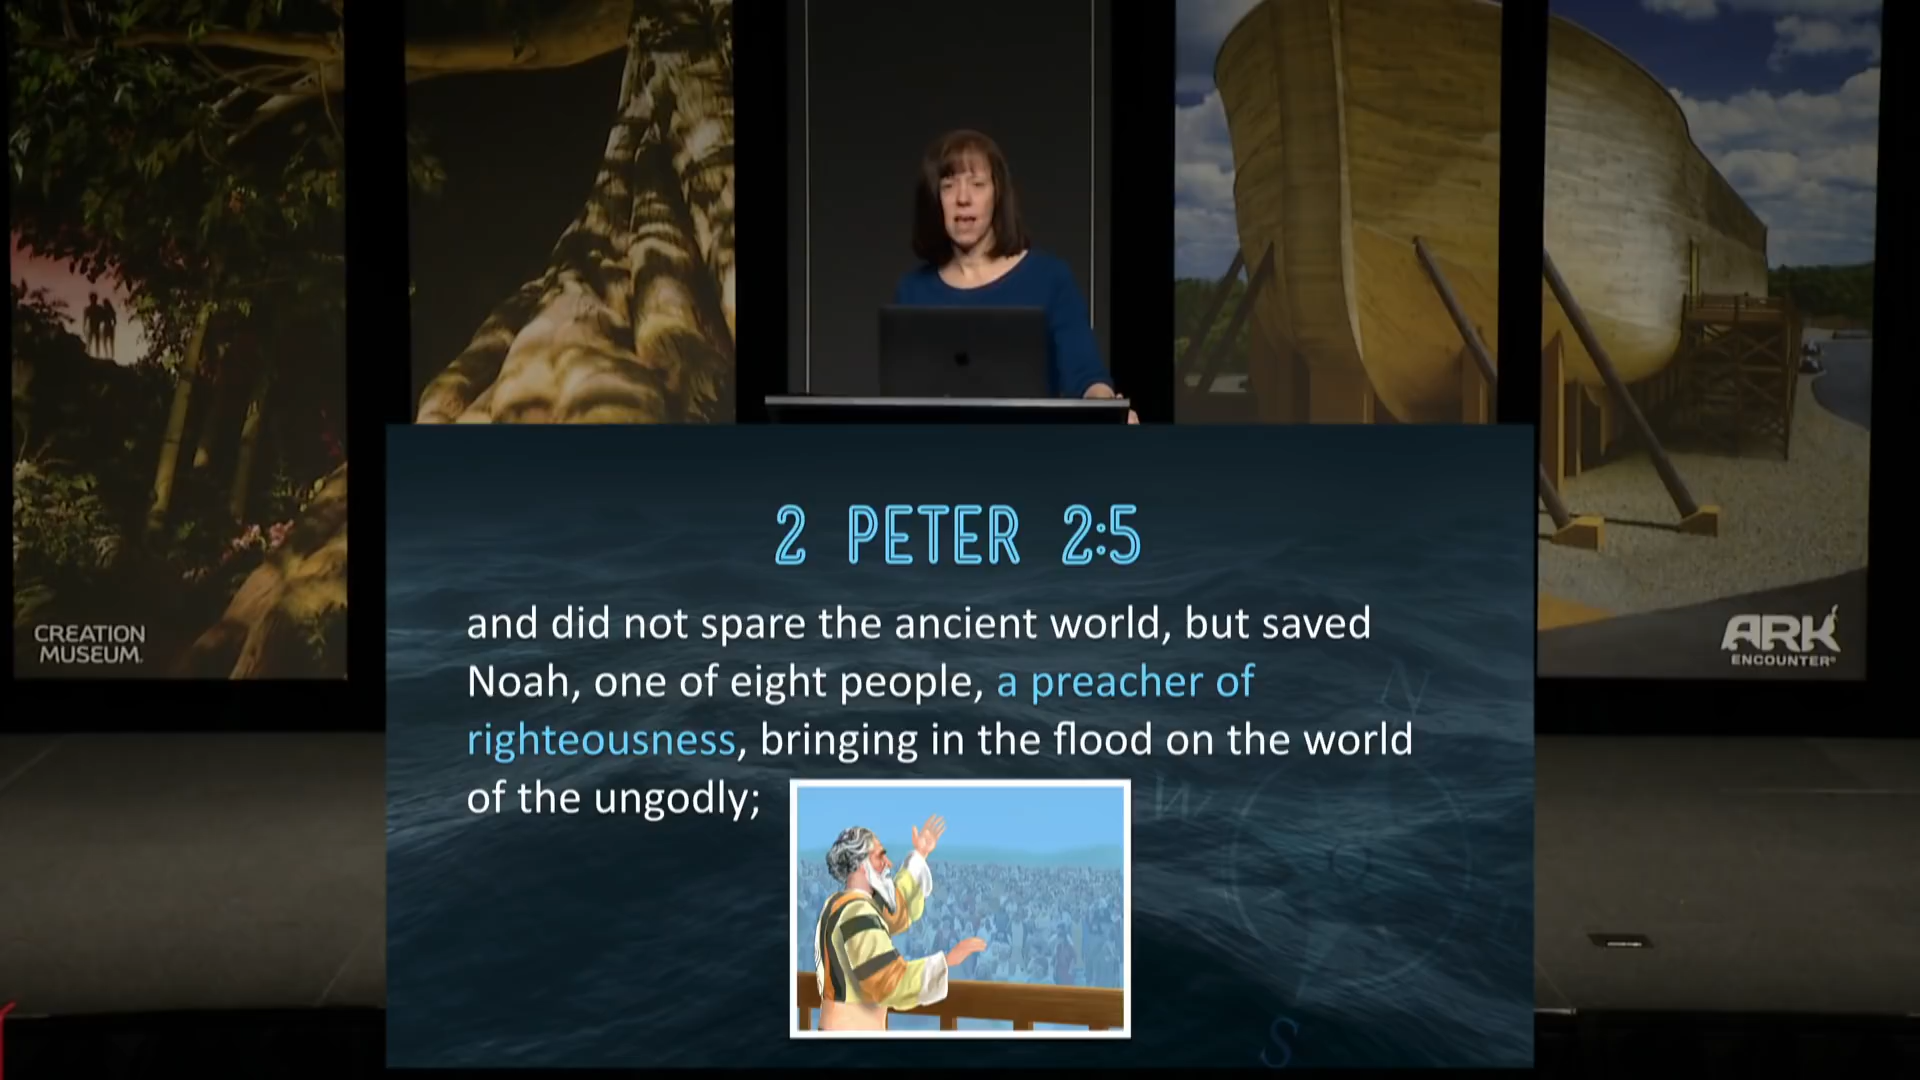 2 PETER 2:5
and did not spare the ancient world, but saved
Noah, one of eight people, a preacher of
righteousness, bringing in the flood on the world
of the ungodly;
N
W
S
CREATION
MUSEUM.
ARK
ENCOUNTER®